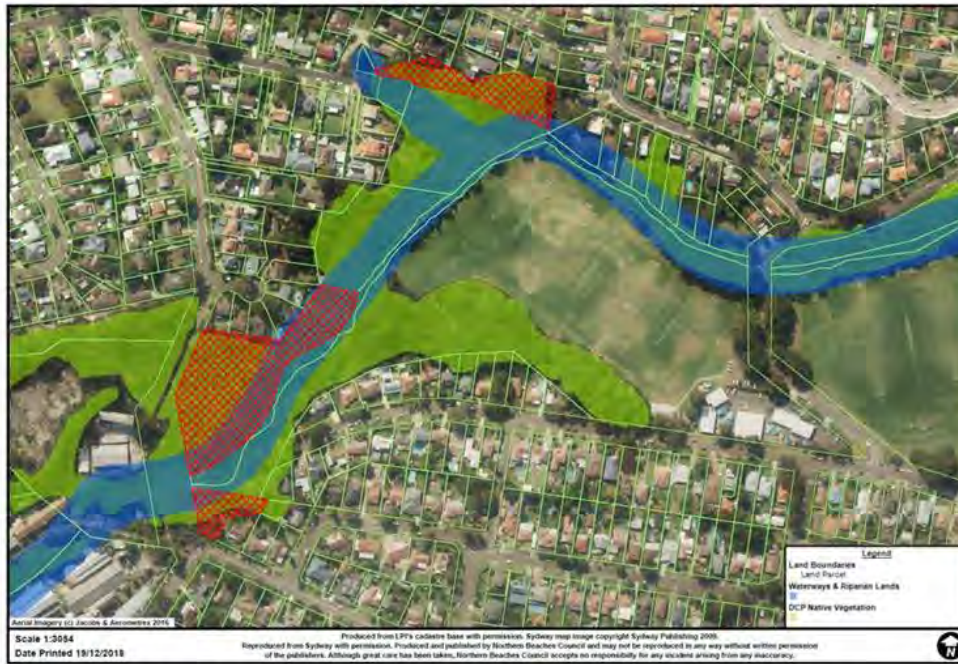 Legend
Land Boundaries
Land Parcel
Waterways & Riparian Lands
DCP Native Vegetation
Aerial Imagery (c) Jacobs & Aerometrex 2016
Scale 1:3054
Date Printed 19/12/2018
Produced from LPI's cadastre base with permission. Sydway map image copyright Sydway Publishing 2009.
Reproduced from Sydway with permission. Produced and published by Northern Beaches Council and may not be reproduced in any way without written permission
of the publishers. Although great care has been taken, Northern Beaches Council accepts no responsibility for any incident arising from any inaccuracy.
N